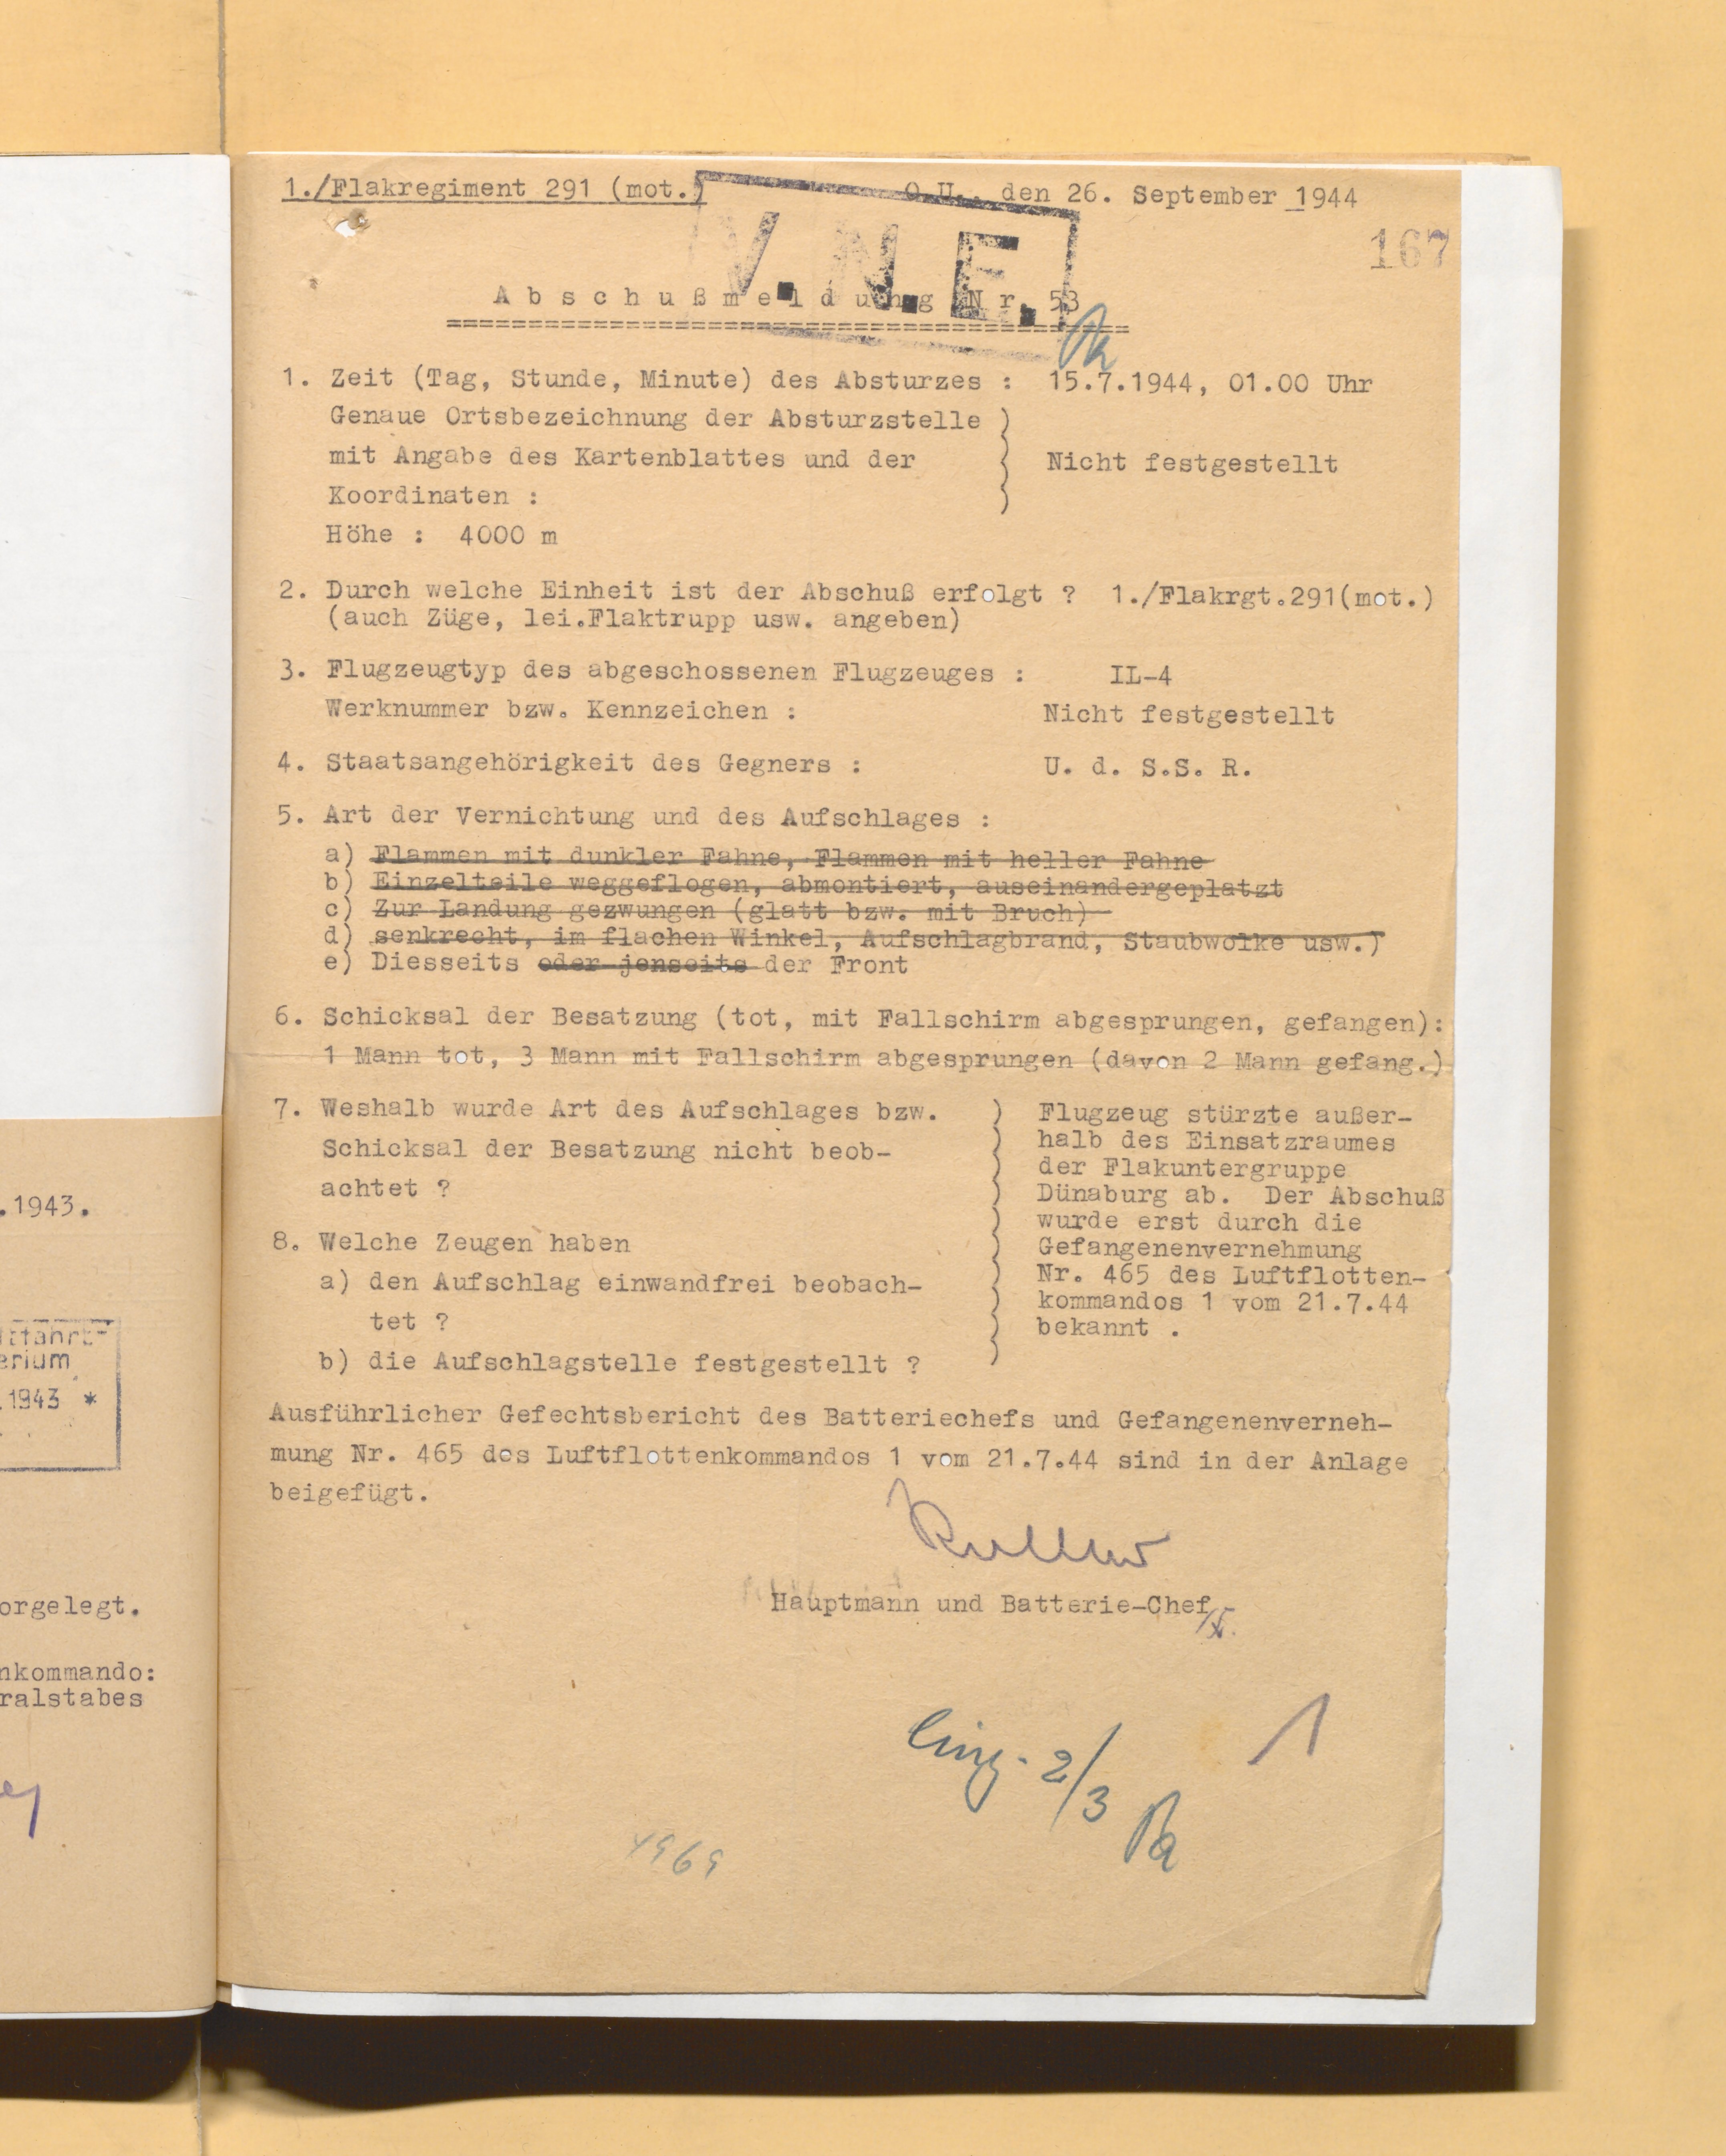 1./Flakregiment 291 (mot.) O.U., den 26. September 1944
167
V.N.E.
Abschußmeldung Nr. 53
1. Zeit (Tag, Stunde, Minute) des Absturzes : 15.7.1944, 01.00 Uhr
Genaue Ortsbezeichnung der Absturzstelle )
mit Angabe des Kartenblattes und der ) Nicht festgestellt
Koordinaten : )
Höhe : 4000 m
2. Durch welche Einheit ist der Abschuß erfolgt ? 1./Flakrgt.291(mot.)
(auch Züge, lei.Flaktrupp usw. angeben)
3. Flugzeugtyp des abgeschossenen Flugzeuges : IL-4
Werknummer bzw. Kennzeichen : Nicht festgestellt
4. Staatsangehörigkeit des Gegners : U. d. S.S. R.
5. Art der Vernichtung und des Aufschlages :
a) Flammen mit dunkler Fahne, Flammen mit heller Fahne
b) Einzelteile weggeflogen, abmontiert, auseinandergeplatzt
c) Zur Landung gezwungen (glatt bzw. mit Bruch)
d) senkrecht, im flachen Winkel, Aufschlagbrand, Staubwolke usw.)
e) Diesseits oder jenseits der Front
6. Schicksal der Besatzung (tot, mit Fallschirm abgesprungen, gefangen):
1 Mann tot, 3 Mann mit Fallschirm abgesprungen (davon 2 Mann gefang.)
7. Weshalb wurde Art des Aufschlages bzw.
Schicksal der Besatzung nicht beob-
achtet ?
8. Welche Zeugen haben
a) den Aufschlag einwandfrei beobach-
tet ?
b) die Aufschlagstelle festgestellt ?
Flugzeug stürzte außer-
halb des Einsatzraumes
der Flakuntergruppe
Dünaburg ab. Der Abschuß
wurde erst durch die
Gefangenenvernehmung
Nr. 465 des Luftflotten-
kommandos 1 vom 21.7.44
bekannt .
Ausführlicher Gefechtsbericht des Batteriechefs und Gefangenenverneh-
mung Nr. 465 des Luftflottenkommandos 1 vom 21.7.44 sind in der Anlage
beigefügt.
Hauptmann und Batterie-Chef
2/3
1
.1943.
.1943 *
orgelegt.
nkommando:
ralstabes